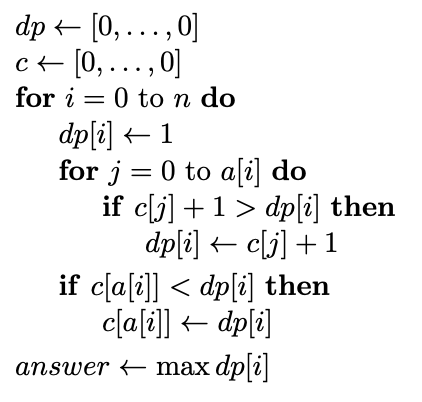 dp ← [0, . . . , 0]
c ← [0, . . . , 0]
for i = 0 to n do
dp[i] ← 1
for j = 0 to a[i] do
if c[j] + 1 > dp[i] then
dp[i] ← c[j] + 1
if c[a[i]] < dp[i] then
c[a[i]] ← dp[i]
answer ← max dp[i]